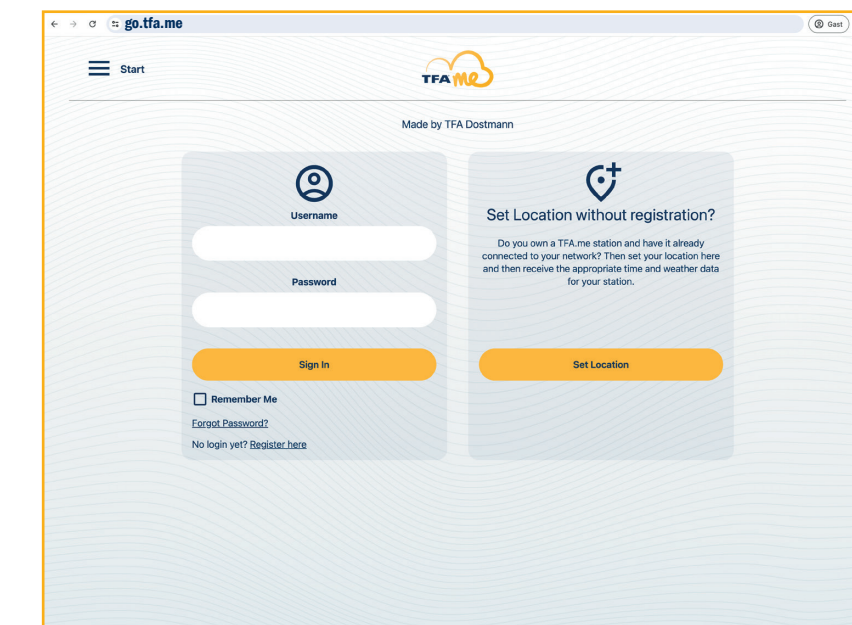 go.tfa.me
Gast
Start
TFA me
Made by TFA Dostmann
Username
Password
Sign In
Remember Me
Forgot Password?
No login yet? Register here
Set Location without registration?
Do you own a TFA.me station and have it already
connected to your network? Then set your location here
and then receive the appropriate time and weather data
for your station.
Set Location